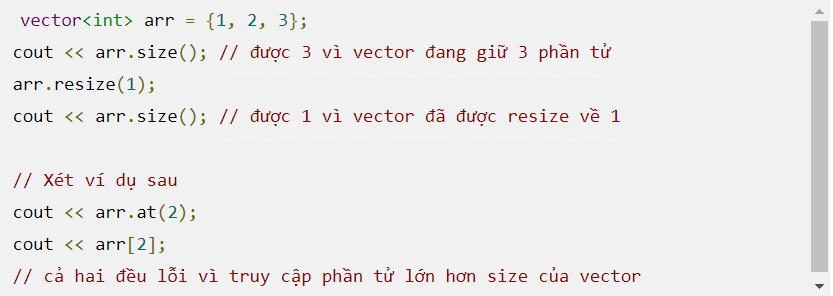 vector<int> arr = {1, 2, 3};
cout << arr.size(); // được 3 vì vector đang giữ 3 phần tử
arr.resize(1);
cout << arr.size(); // được 1 vì vector đã được resize về 1
// Xét ví dụ sau
cout << arr.at(2);
cout << arr[2];
// cả hai đều lỗi vì truy cập phần tử lớn hơn size của vector